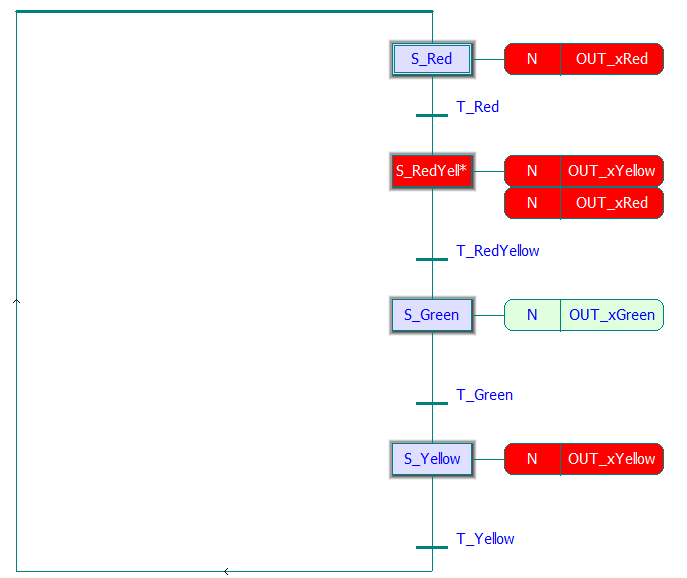 S_Red N OUT_xRed
T_Red
S_RedYell* N OUT_xYellow
N OUT_xRed
T_RedYellow
S_Green N OUT_xGreen
T_Green
S_Yellow N OUT_xYellow
T_Yellow